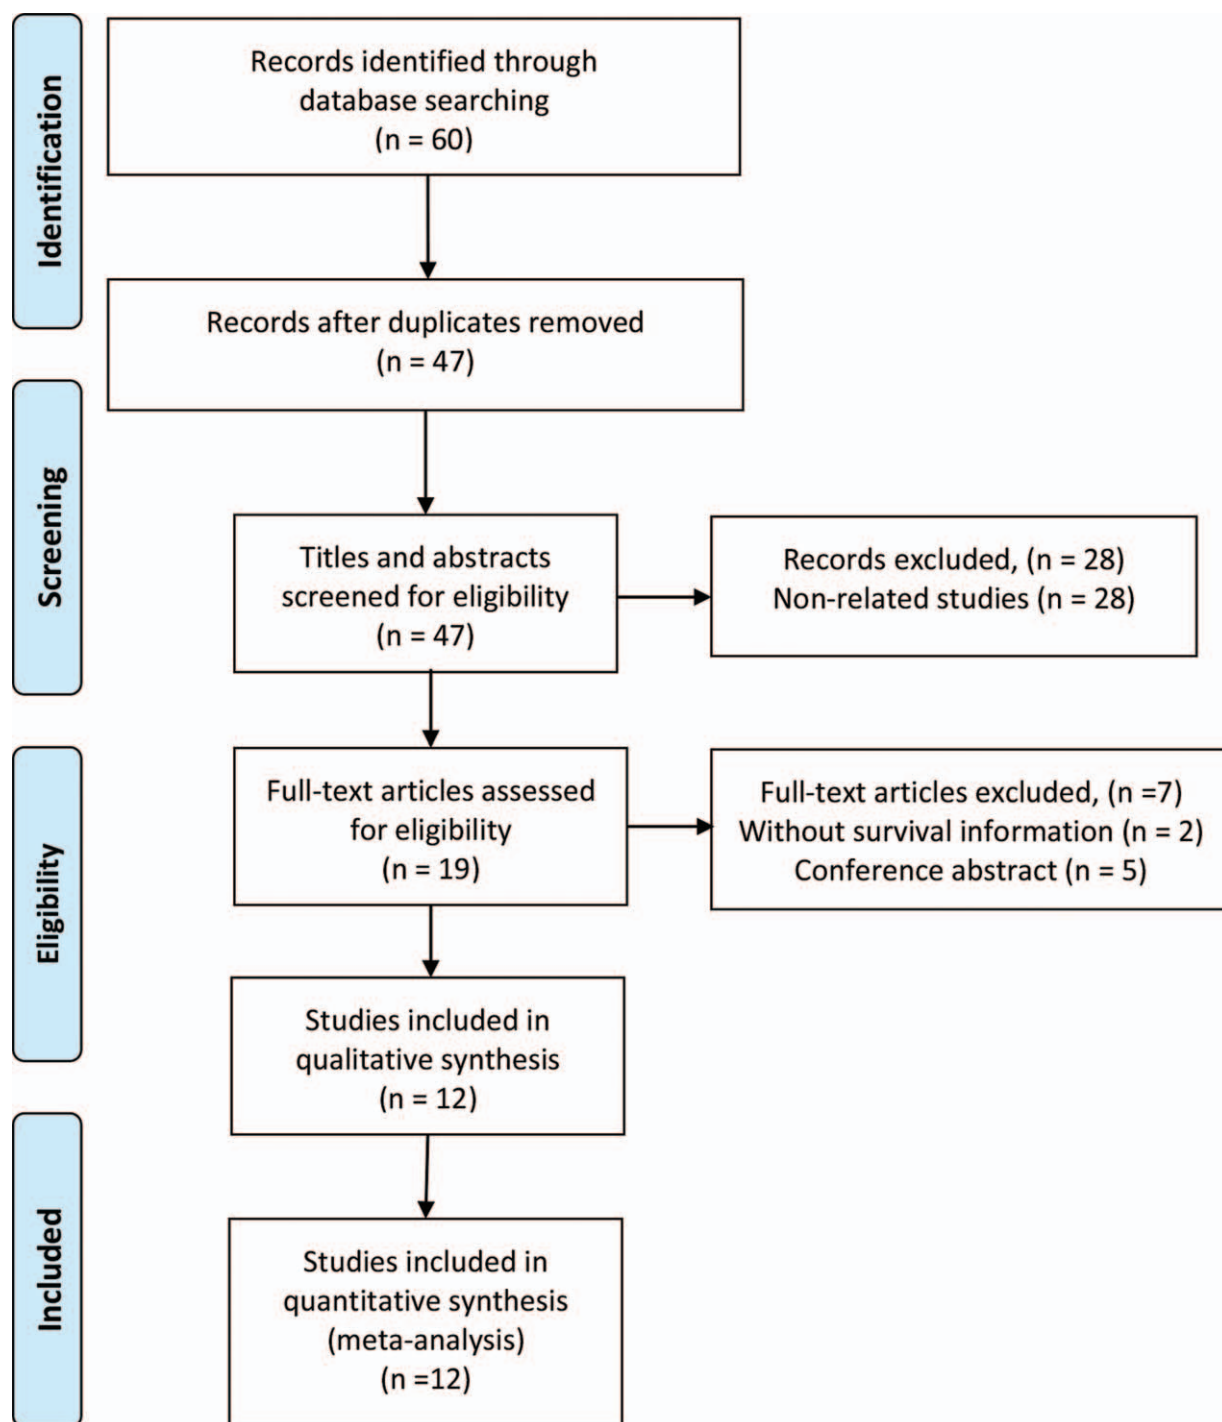 Identification
Records identified through
database searching
(n = 60)
Records after duplicates removed
(n = 47)
Screening
Titles and abstracts
screened for eligibility
(n = 47)
Records excluded, (n = 28)
Non-related studies (n = 28)
Eligibility
Full-text articles assessed
for eligibility
(n = 19)
Full-text articles excluded, (n =7)
Without survival information (n = 2)
Conference abstract (n = 5)
Studies included in
qualitative synthesis
(n = 12)
Included
Studies included in
quantitative synthesis
(meta-analysis)
(n =12)